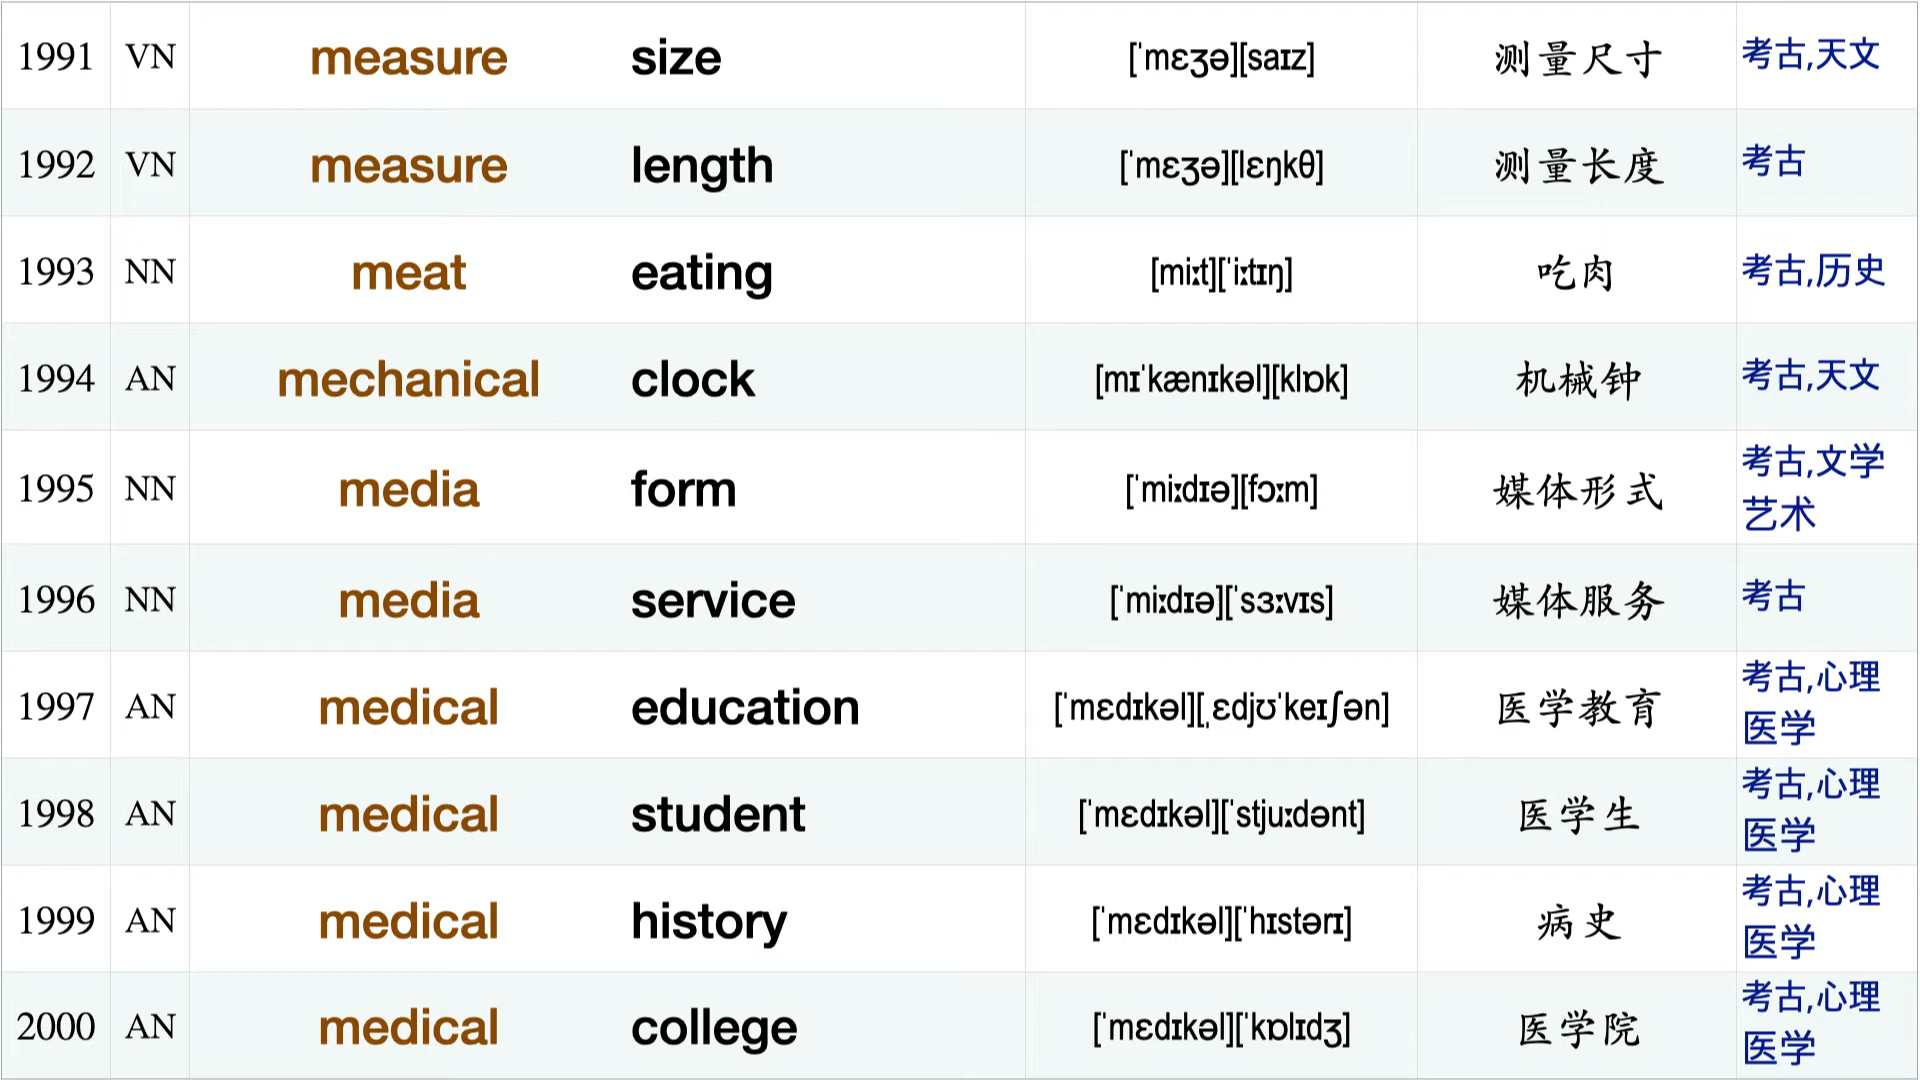 1991 VN measure size [ˈmɛʒə][saɪz] 测量尺寸 考古,天文
1992 VN measure length [ˈmɛʒə][lɛŋkθ] 测量长度 考古
1993 NN meat eating [miːt][ˈiːtɪŋ] 吃肉 考古,历史
1994 AN mechanical clock [mɪˈkænɪkəl][klɒk] 机械钟 考古,天文
1995 NN media form [ˈmiːdɪə][fɔːm] 媒体形式 考古,文学
艺术
1996 NN media service [ˈmiːdɪə][ˈsɜːvɪs] 媒体服务 考古
1997 AN medical education [ˈmɛdɪkəl][ˌɛdjʊˈkeɪʃən] 医学教育 考古,心理
医学
1998 AN medical student [ˈmɛdɪkəl][ˈstjuːdənt] 医学生 考古,心理
医学
1999 AN medical history [ˈmɛdɪkəl][ˈhɪstərɪ] 病史 考古,心理
医学
2000 AN medical college [ˈmɛdɪkəl][ˈkɒlɪdʒ] 医学院 考古,心理
医学